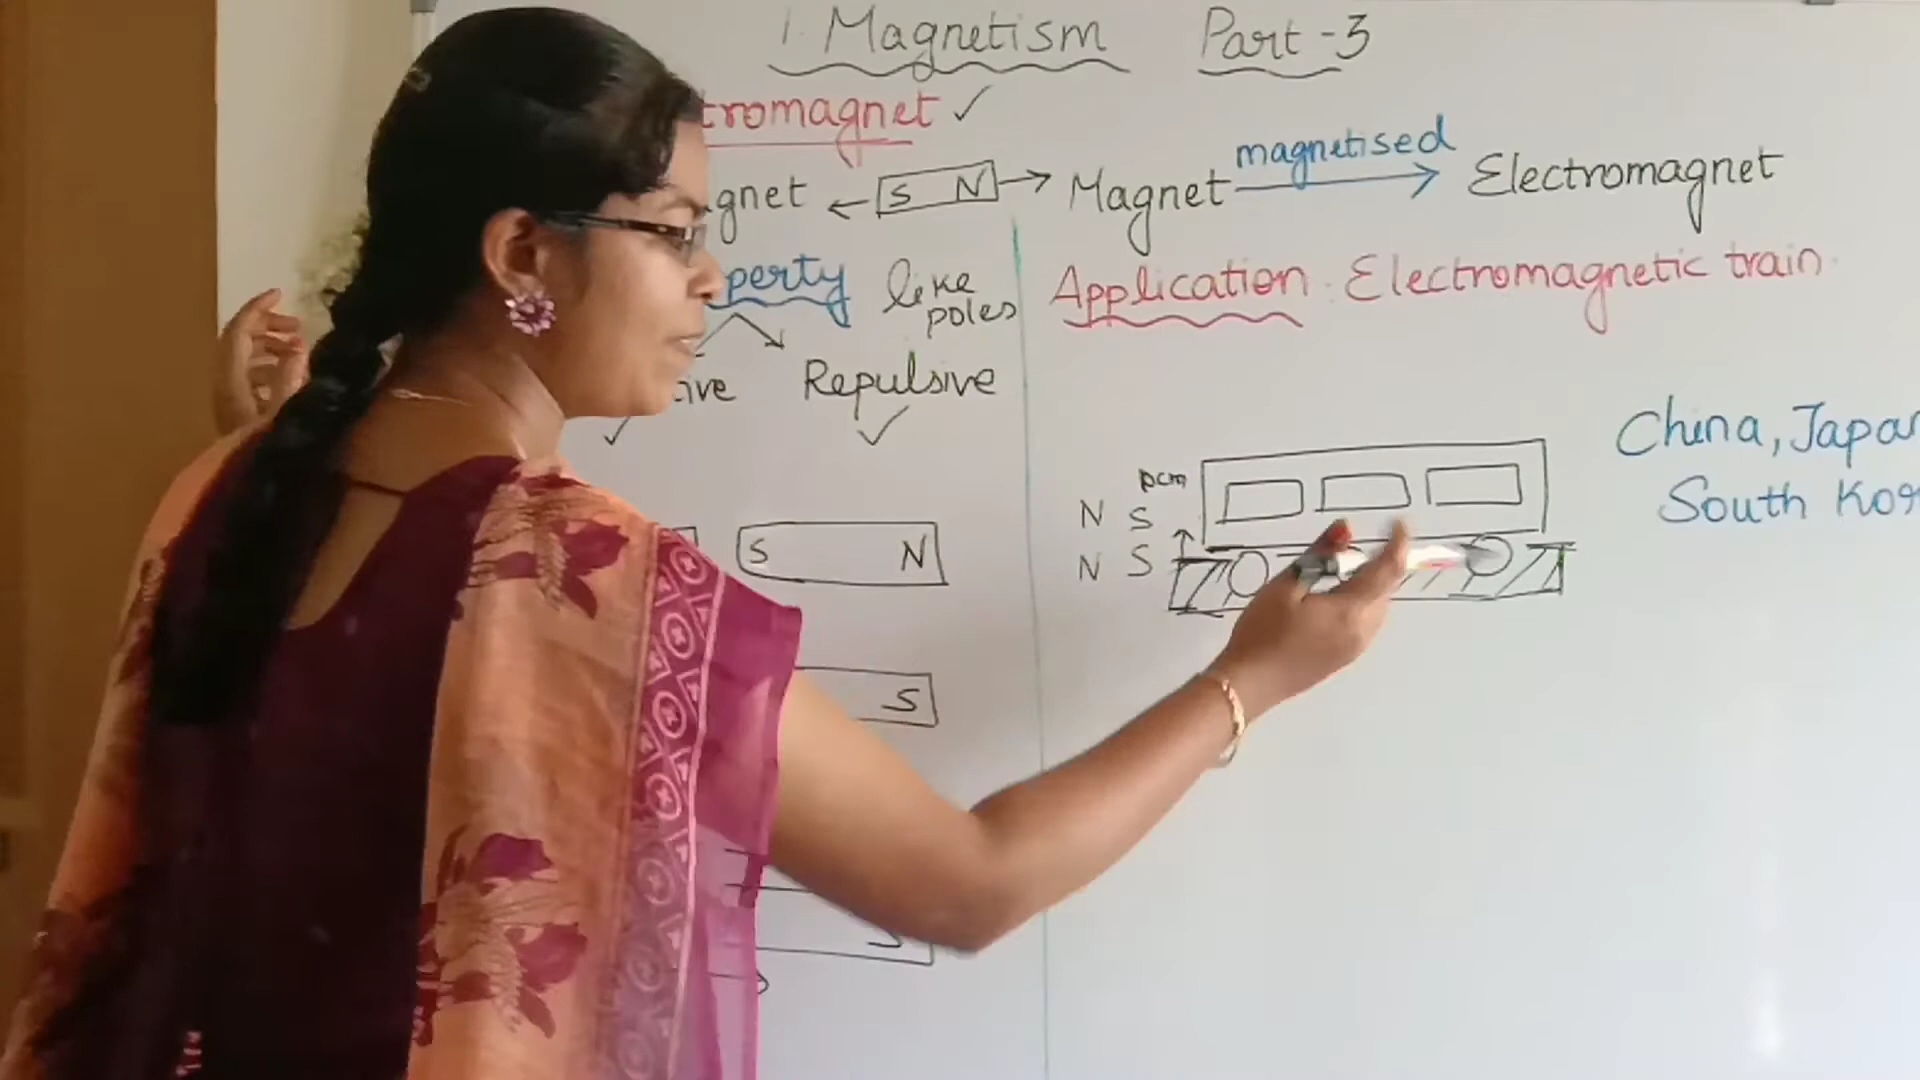 1. Magnetism Part-3
tromagnet ✓
gnet ← S N → Magnet magnetised → Electromagnet
perty like poles
Application : Electromagnetic train.
ive Repulsive
China, Japa
South Ko
N S
N S
S N
S